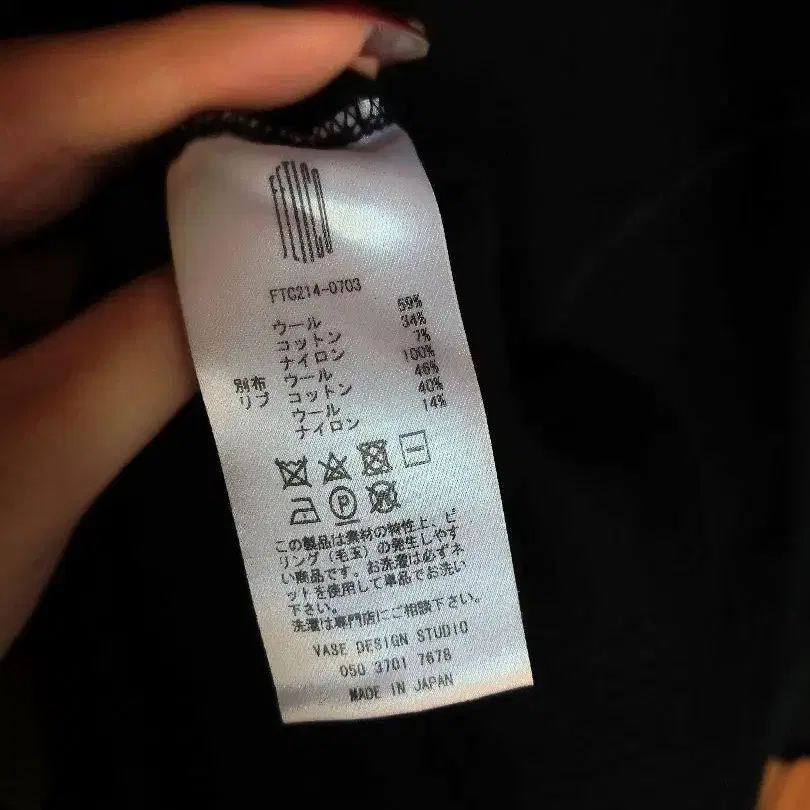 FETICO
FTC214-0703
ウール 59%
コットン 34%
ナイロン 7%
別布 ウール 100%
リブ コットン 46%
ウール 40%
ナイロン 14%
P
W
この製品は素材の特性上、ピ
リング（毛玉）の発生しやす
い商品です。お洗濯は必ずネ
ットを使用して単品でお洗い
下さい。
洗濯は専門店にご相談下さい。
VASE DESIGN STUDIO
050 3701 7678
MADE IN JAPAN